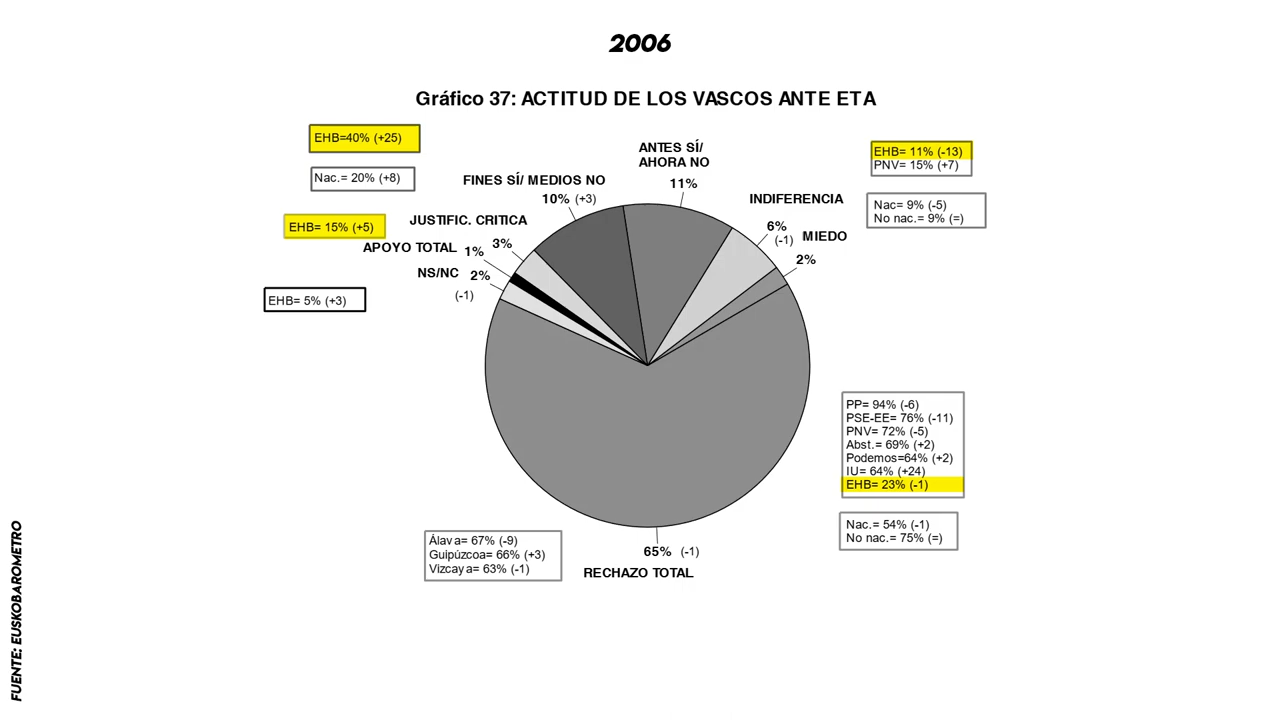 2006
Gráfico 37: ACTITUD DE LOS VASCOS ANTE ETA
EHB=40% (+25)
Nac.= 20% (+8)
EHB= 15% (+5)
EHB= 5% (+3)
ANTES SÍ/
AHORA NO
11%
FINES SÍ/ MEDIOS NO
10% (+3)
JUSTIFIC. CRITICA
3%
APOYO TOTAL 1%
NS/NC 2%
(-1)
INDIFERENCIA
6%
(-1)
MIEDO
2%
EHB= 11% (-13)
PNV= 15% (+7)
Nac= 9% (-5)
No nac.= 9% (=)
PP= 94% (-6)
PSE-EE= 76% (-11)
PNV= 72% (-5)
Abst.= 69% (+2)
Podemos=64% (+2)
IU= 64% (+24)
EHB= 23% (-1)
Nac.= 54% (-1)
No nac.= 75% (=)
Álava= 67% (-9)
Guipúzcoa= 66% (+3)
Vizcaya= 63% (-1)
65% (-1)
RECHAZO TOTAL
FUENTE: EUSKOBAROMETRO